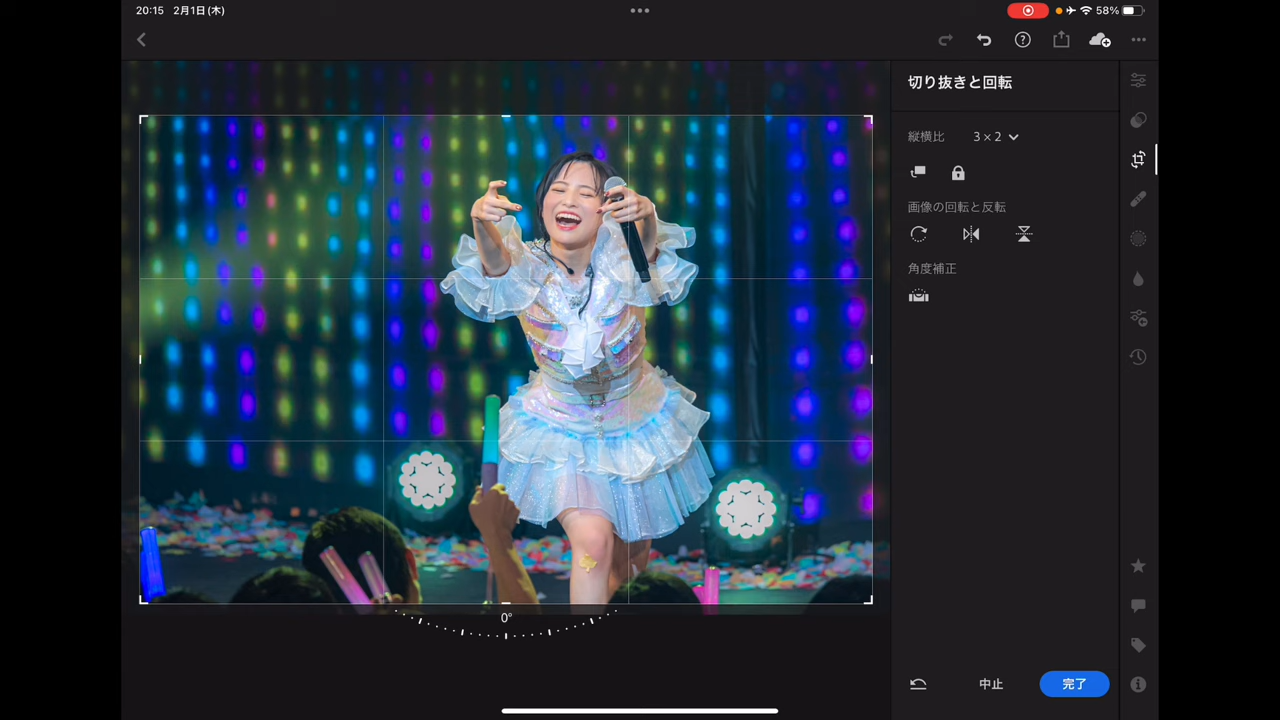 20:15 2月1日(木)
58%
切り抜きと回転
縦横比 3 × 2
画像の回転と反転
角度補正
0°
中止 完了